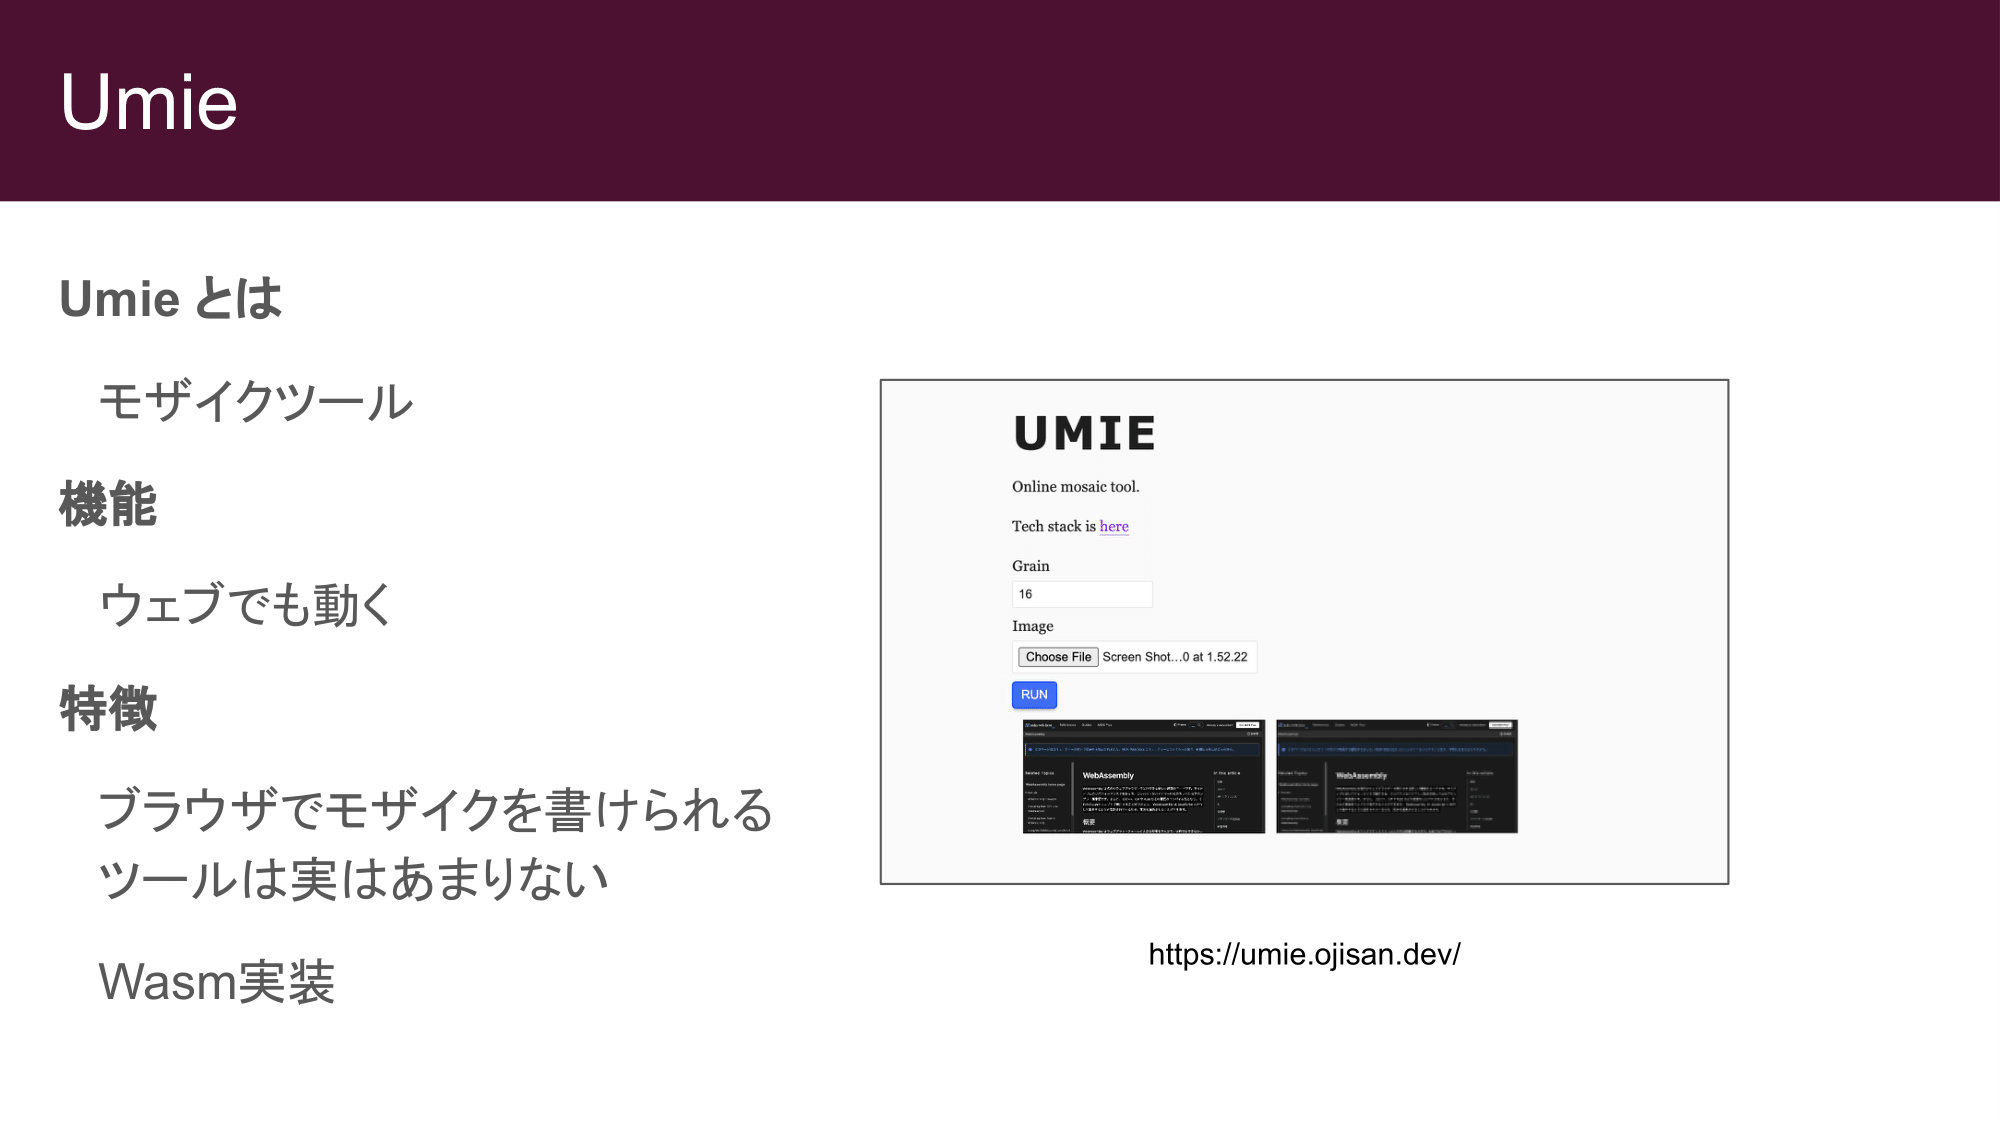 Umie
Umie とは
モザイクツール
機能
ウェブでも動く
特徴
ブラウザでモザイクを書けられる
ツールは実はあまりない
Wasm実装
UMIE
Online mosaic tool.
Tech stack is here
Grain
16
Image
Choose File Screen Shot...0 at 1.52.22
RUN
WebAssembly
概要
WebAssembly
概要
https://umie.ojisan.dev/